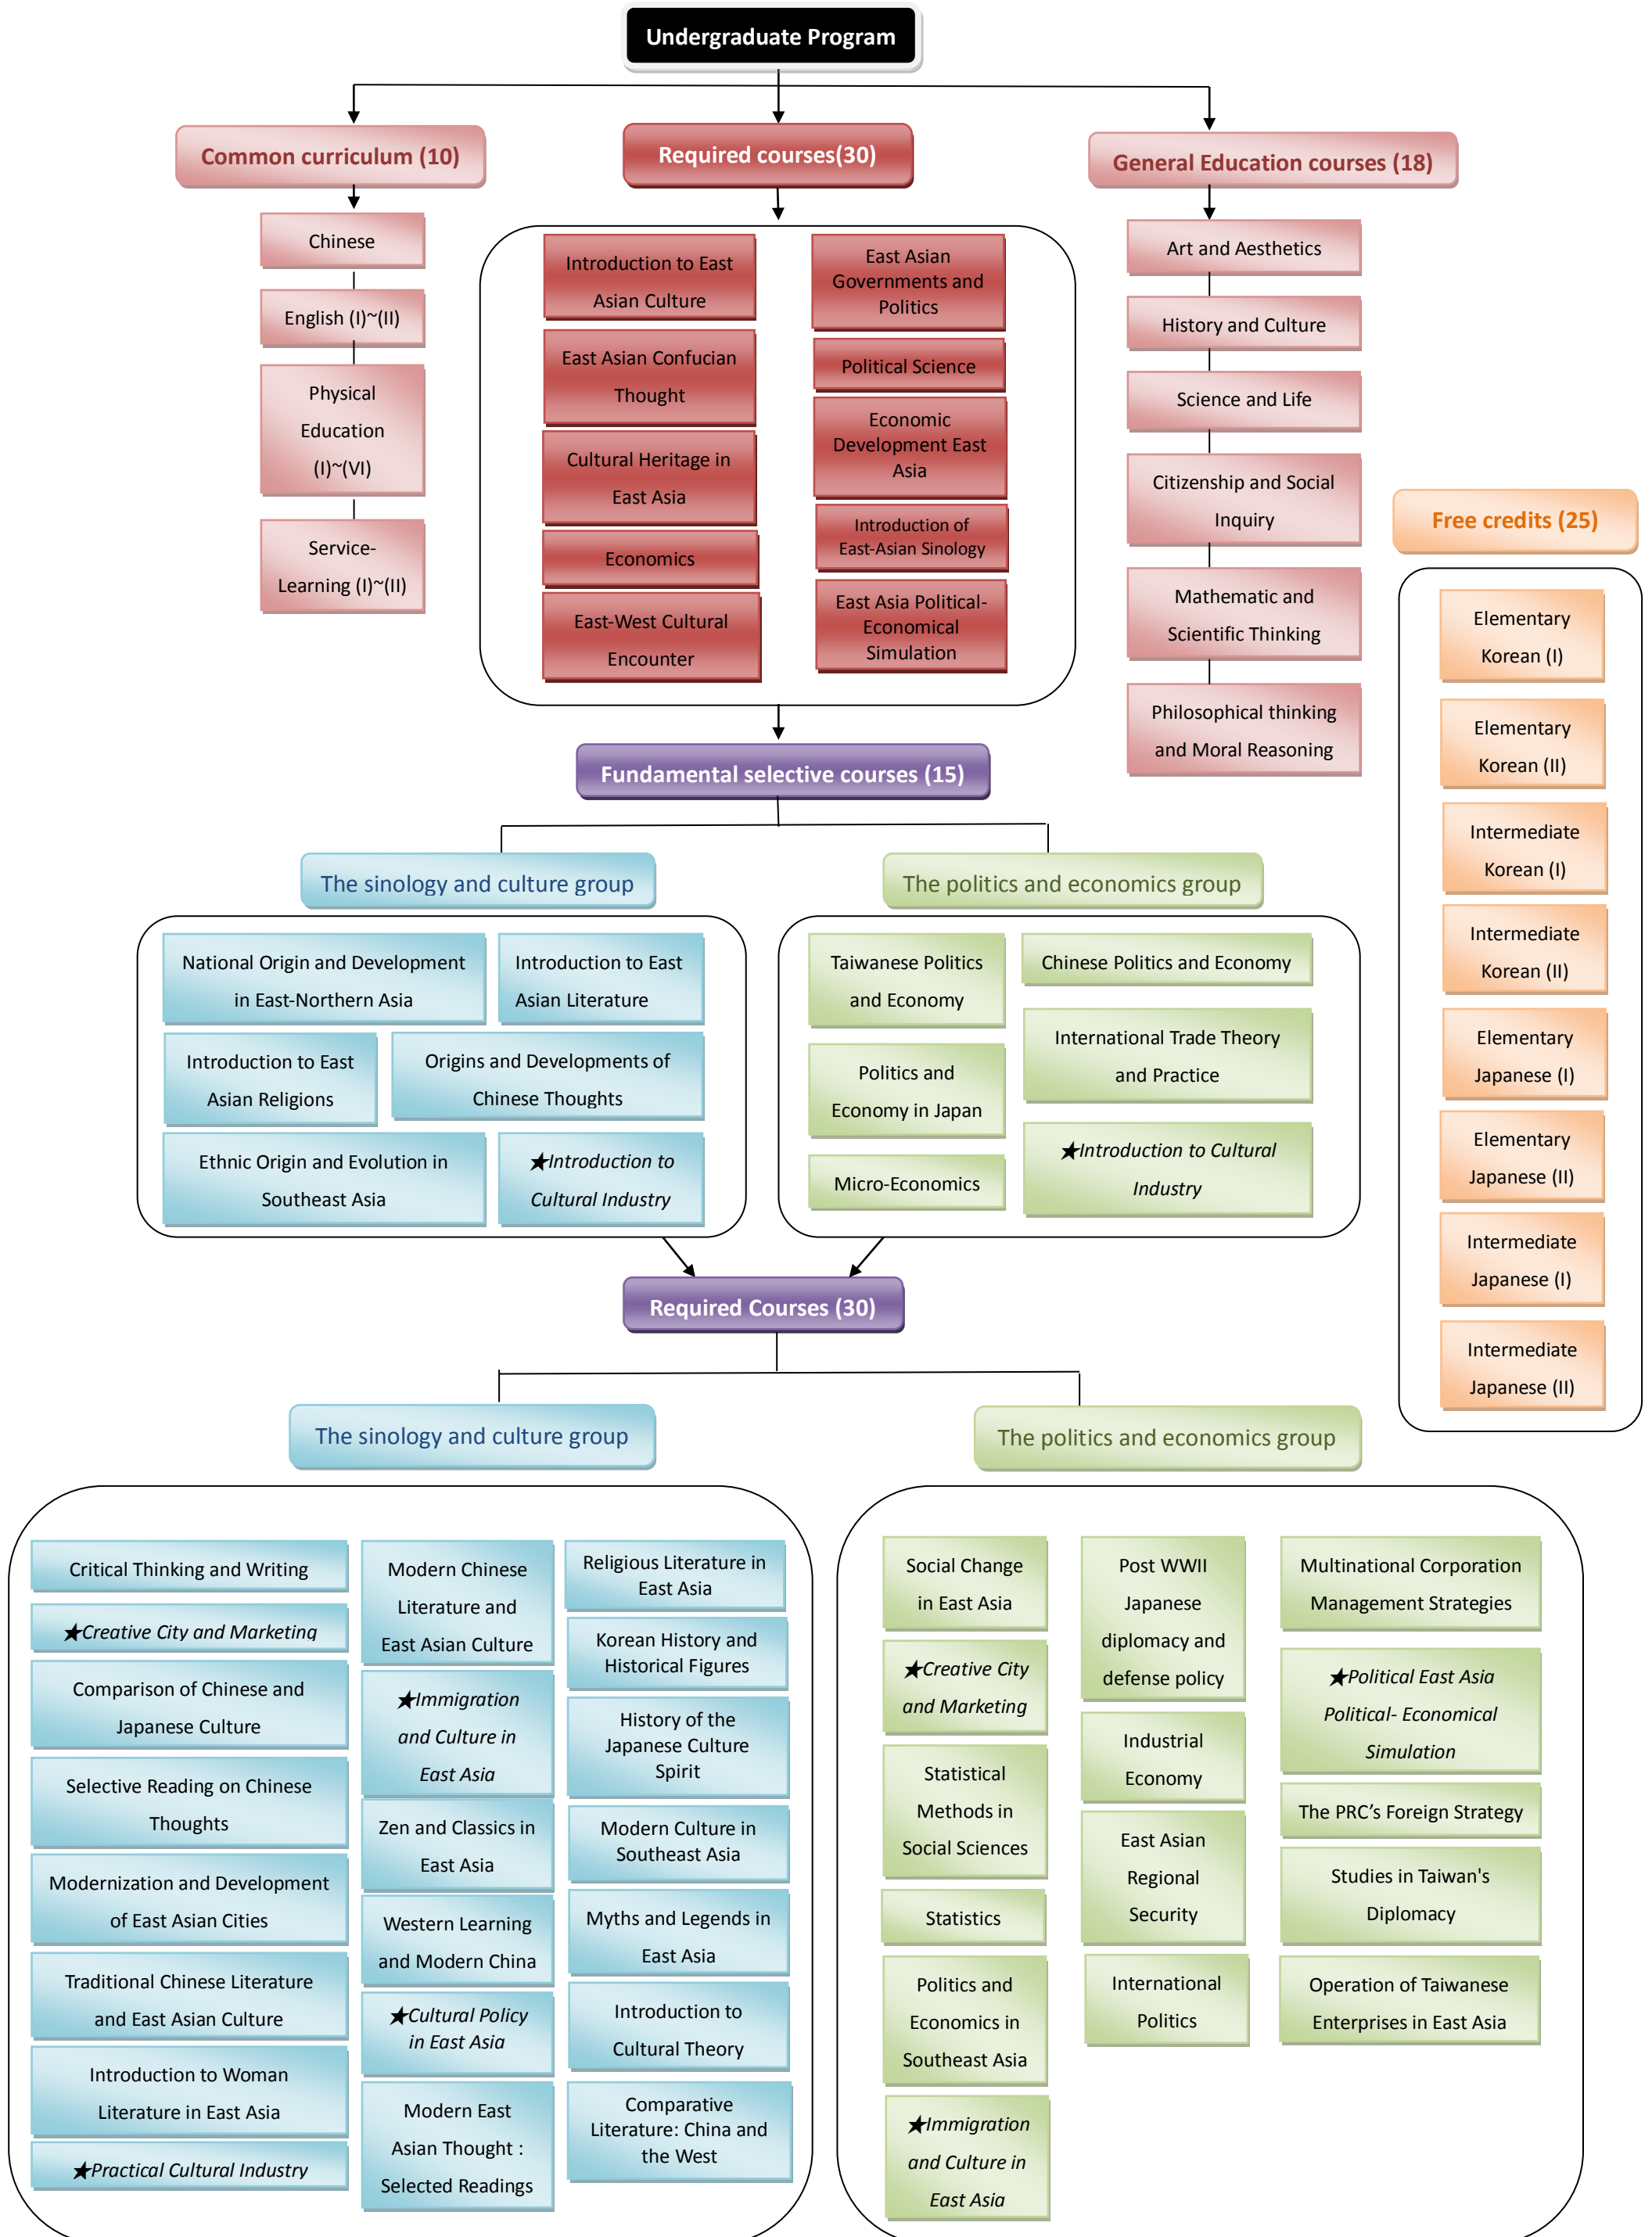 Undergraduate Program
Common curriculum (10)
Chinese
English (I)~(II)
Physical
Education
(I)~(VI)
Service-
Learning (I)~(II)
Required courses(30)
Introduction to East
Asian Culture
East Asian Confucian
Thought
Cultural Heritage in
East Asia
Economics
East-West Cultural
Encounter
East Asian
Governments and
Politics
Political Science
Economic
Development East
Asia
Introduction of
East-Asian Sinology
East Asia Political-
Economical
Simulation
General Education courses (18)
Art and Aesthetics
History and Culture
Science and Life
Citizenship and Social
Inquiry
Mathematic and
Scientific Thinking
Philosophical thinking
and Moral Reasoning
Free credits (25)
Elementary
Korean (I)
Elementary
Korean (II)
Intermediate
Korean (I)
Intermediate
Korean (II)
Elementary
Japanese (I)
Elementary
Japanese (II)
Intermediate
Japanese (I)
Intermediate
Japanese (II)
Fundamental selective courses (15)
The sinology and culture group
National Origin and Development
in East-Northern Asia
Introduction to East
Asian Literature
Introduction to East
Asian Religions
Origins and Developments of
Chinese Thoughts
Ethnic Origin and Evolution in
Southeast Asia
★Introduction to
Cultural Industry
The politics and economics group
Taiwanese Politics
and Economy
Chinese Politics and Economy
Politics and
Economy in Japan
International Trade Theory
and Practice
Micro-Economics
★Introduction to Cultural
Industry
Required Courses (30)
The sinology and culture group
Critical Thinking and Writing
★Creative City and Marketing
Comparison of Chinese and
Japanese Culture
Selective Reading on Chinese
Thoughts
Modernization and Development
of East Asian Cities
Traditional Chinese Literature
and East Asian Culture
Introduction to Woman
Literature in East Asia
★Practical Cultural Industry
Modern Chinese
Literature and
East Asian Culture
★Immigration
and Culture in
East Asia
Zen and Classics in
East Asia
Western Learning
and Modern China
★Cultural Policy
in East Asia
Modern East
Asian Thought :
Selected Readings
Religious Literature in
East Asia
Korean History and
Historical Figures
History of the
Japanese Culture
Spirit
Modern Culture in
Southeast Asia
Myths and Legends in
East Asia
Introduction to
Cultural Theory
Comparative
Literature: China and
the West
The politics and economics group
Social Change
in East Asia
★Creative City
and Marketing
Statistical
Methods in
Social Sciences
Statistics
Politics and
Economics in
Southeast Asia
★Immigration
and Culture in
East Asia
Post WWII
Japanese
diplomacy and
defense policy
Industrial
Economy
East Asian
Regional
Security
International
Politics
Multinational Corporation
Management Strategies
★Political East Asia
Political- Economical
Simulation
The PRC’s Foreign Strategy
Studies in Taiwan's
Diplomacy
Operation of Taiwanese
Enterprises in East Asia